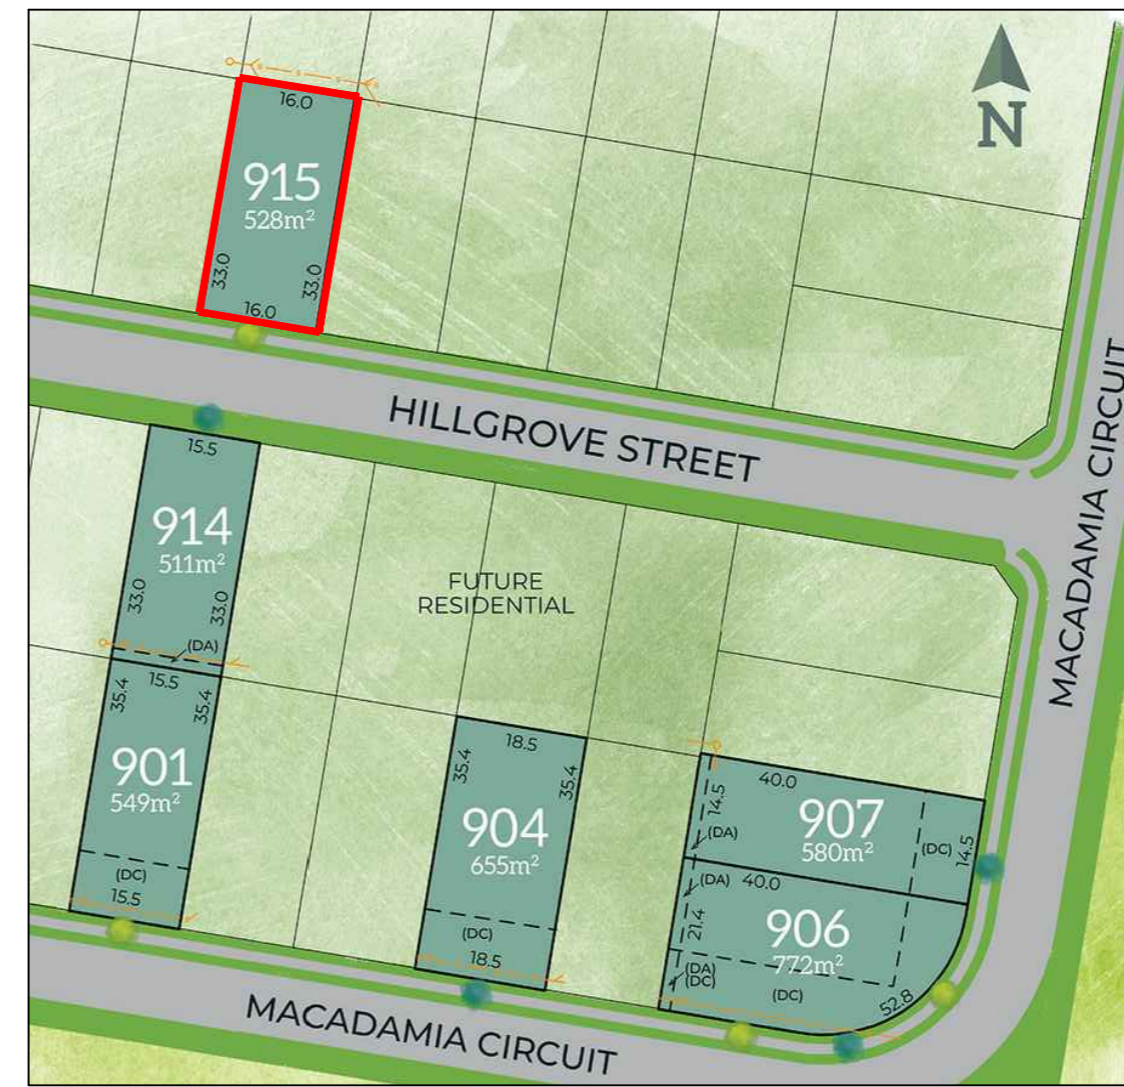 N
16.0
915
528m²
33.0
33.0
16.0
HILLGROVE STREET
MACADAMIA CIRCUIT
15.5
914
511m²
33.0
33.0
(DA)
FUTURE
RESIDENTIAL
15.5
35.4
35.4
901
549m²
(DC)
15.5
18.5
35.4
35.4
904
655m²
(DC)
18.5
40.0
14.5
907
580m²
(DA)
(DC)
14.5
(DA)
40.0
21.4
906
772m²
(DA)
(DC)
(DC)
52.8
MACADAMIA CIRCUIT